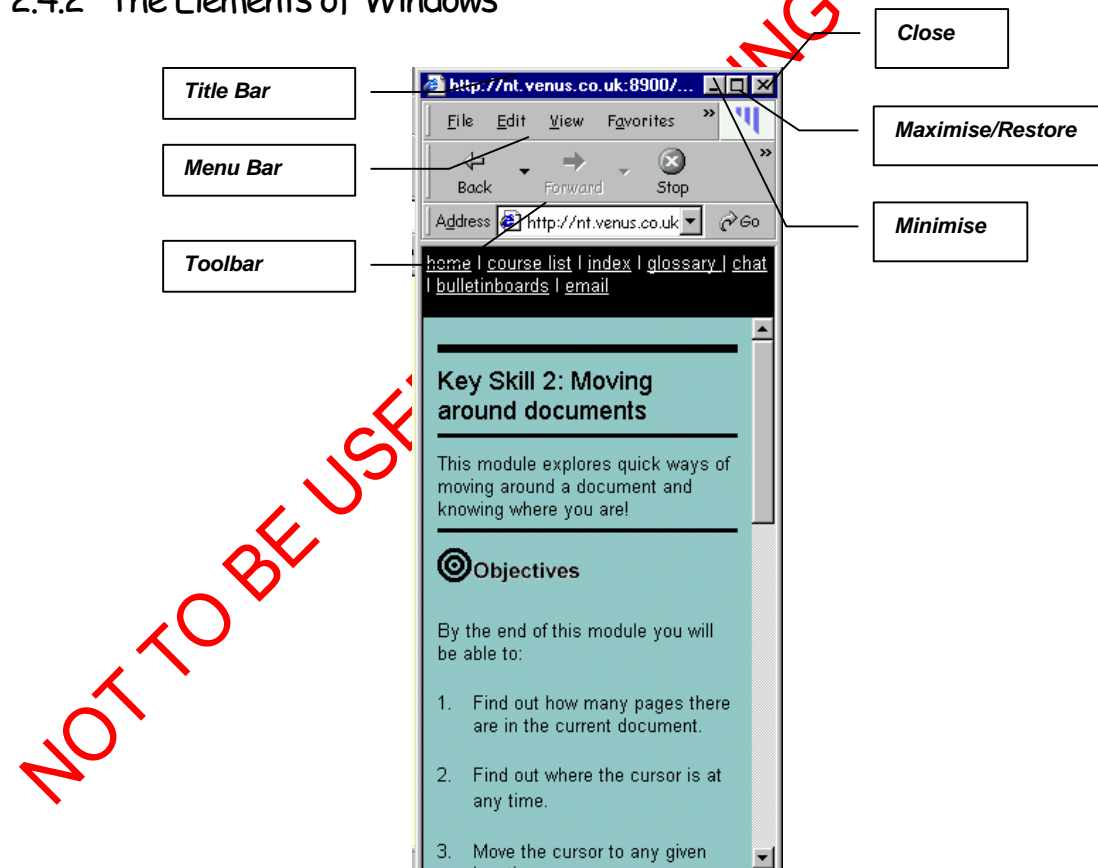 2.4.2 The Elements of Windows
Close
Title Bar
http://nt.venus.co.uk:8900/...
Maximise/Restore
File Edit View Favorites »
Menu Bar
Back Forward Stop »
Minimise
Address http://nt.venus.co.uk Go
Toolbar
home | course list | index | glossary | chat
| bulletinboards | email
Key Skill 2: Moving
around documents
This module explores quick ways of
moving around a document and
knowing where you are!
Objectives
By the end of this module you will
be able to:
1. Find out how many pages there
are in the current document.
2. Find out where the cursor is at
any time.
3. Move the cursor to any given
NOT TO BE